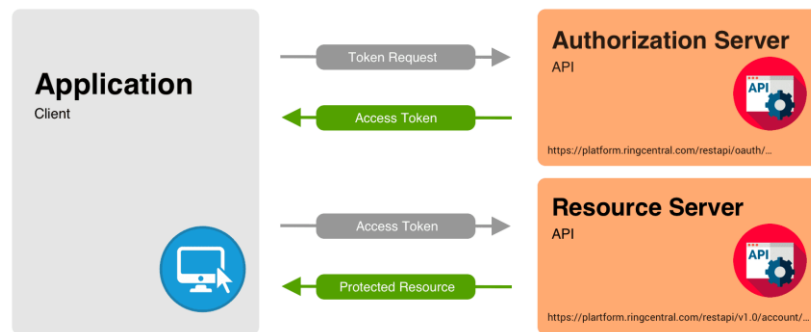 Application
Client
Token Request
Access Token
Authorization Server
API
API
https://platform.ringcentral.com/restapi/oauth/...
Access Token
Protected Resource
Resource Server
API
API
https://plartform.ringcentral.com/restapi/v1.0/account/...